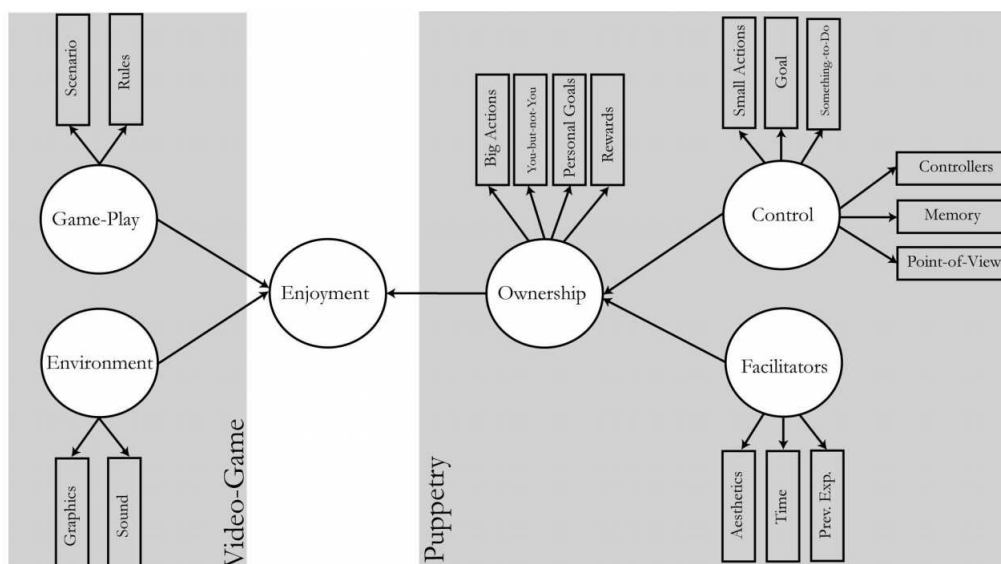 Scenario
Rules
Game-Play
Environment
Graphics
Sound
Video-Game
Enjoyment
Big Actions
You-but-not-You
Personal Goals
Rewards
Ownership
Puppetry
Small Actions
Goal
Something-to-Do
Control
Controllers
Memory
Point-of-View
Facilitators
Aesthetics
Time
Prev. Exp.